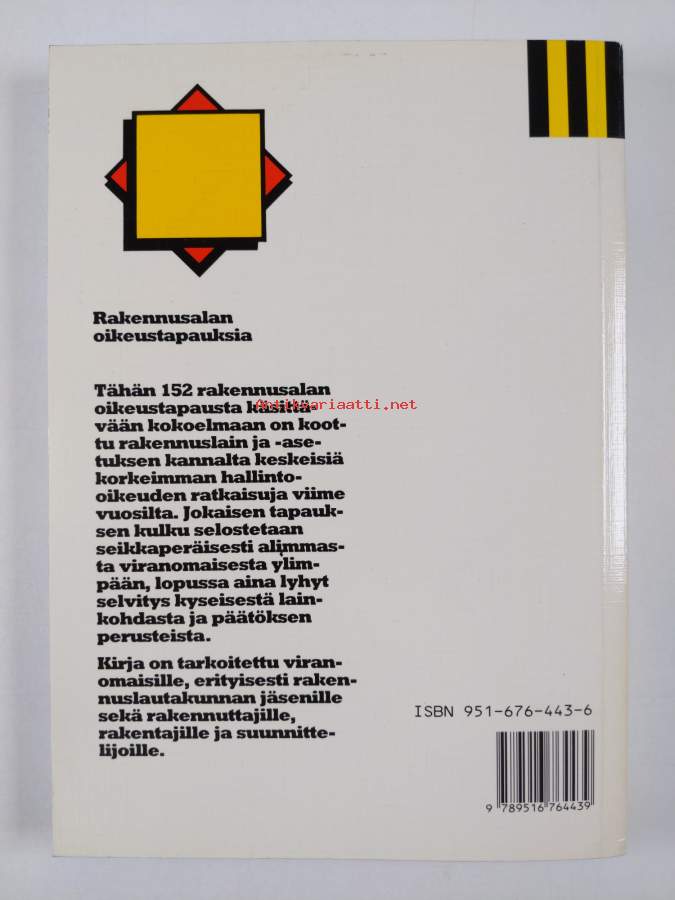 Rakennusalan
oikeustapauksia
Tähän 152 rakennusalan
oikeustapausta käsittä-
vään kokoelmaan on koot-
tu rakennuslain ja -ase-
tuksen kannalta keskeisiä
korkeimman hallinto-
oikeuden ratkaisuja viime
vuosilta. Jokaisen tapauk-
sen kulku selostetaan
seikkaperäisesti alimmas-
ta viranomaisesta ylim-
pään, lopussa aina lyhyt
selvitys kyseisestä lain-
kohdasta ja päätöksen
perusteista.
Kirja on tarkoitettu viran-
omaisille, erityisesti raken-
nuslautakunnan jäsenille
sekä rakennuttajille,
rakentajille ja suunnitte-
lijoille.
Antikvariaatti.net
ISBN 951-676-443-6
9 789516 764439